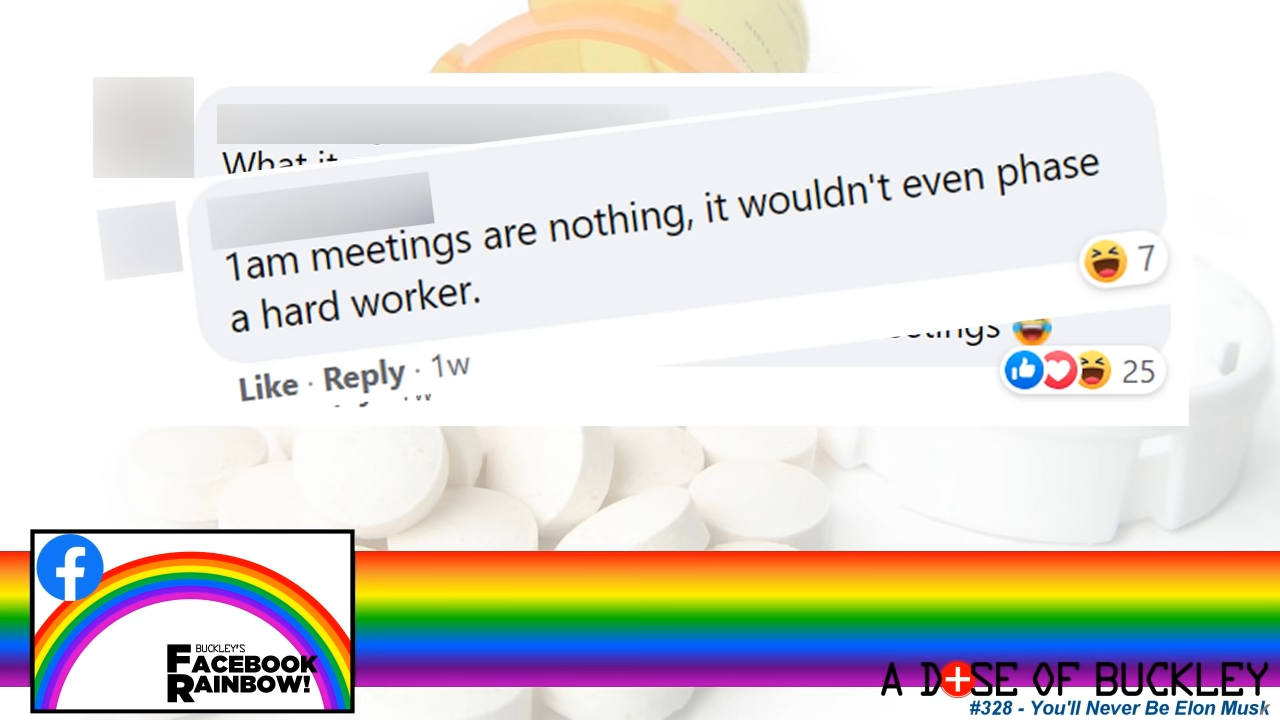 What it
1am meetings are nothing, it wouldn't even phase
a hard worker.
7
Like · Reply · 1w
25
BUCKLEY'S
FACEBOOK
RAINBOW!
A DOSE OF BUCKLEY
#328 - You'll Never Be Elon Musk